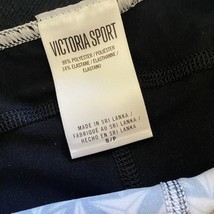 VICTORIA SPORT
86% POLYESTER / POLIÉSTER
14% ELASTANE / ÉLASTHANNE /
ELASTANO
MADE IN SRI LANKA /
FABRIQUÉ AU SRI LANKA /
HECHO EN SRI LANKA
S/P